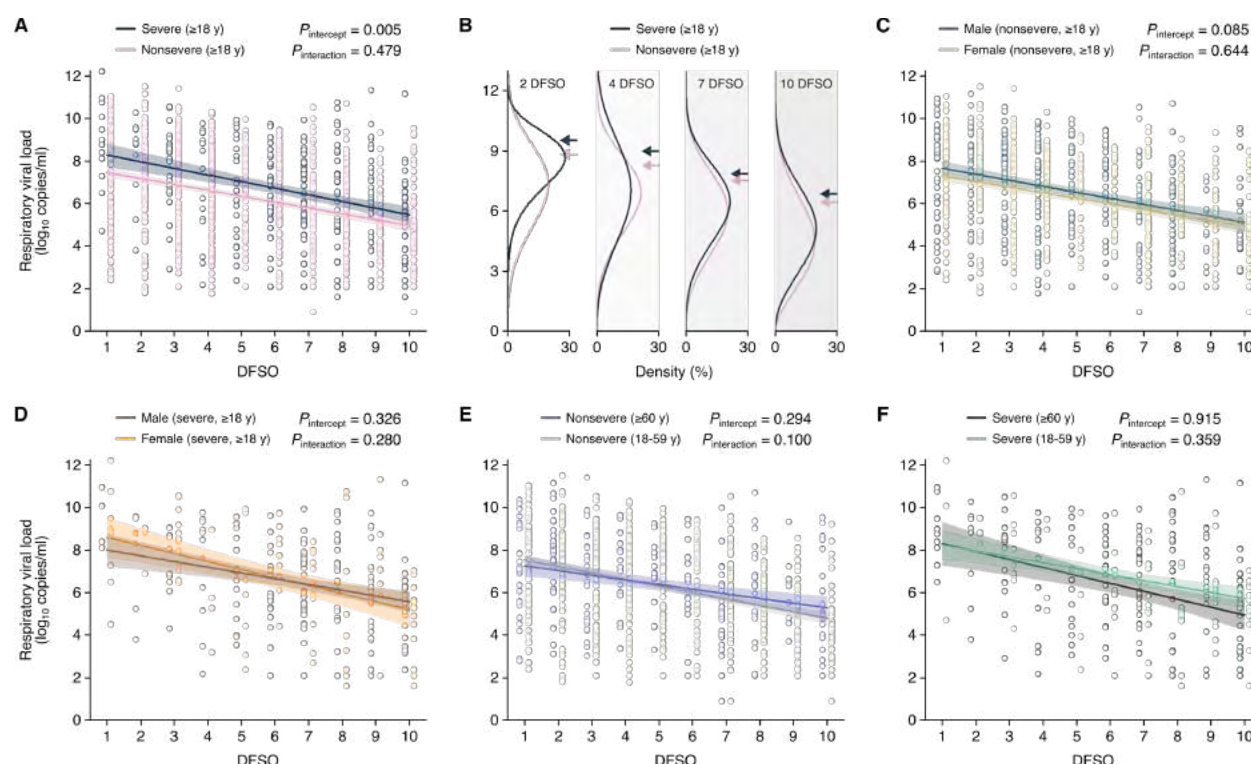 A
Severe (≥18 y)
Nonsevere (≥18 y)
Pintercept = 0.005
Pinteraction = 0.479
Respiratory viral load
(log10 copies/ml)
12
10
8
6
4
2
0
1 2 3 4 5 6 7 8 9 10
DFSO
B
Severe (≥18 y)
Nonsevere (≥18 y)
2 DFSO
4 DFSO
7 DFSO
10 DFSO
12
9
6
3
0
0 30 0 30 0 30 0 30
Density (%)
C
Male (nonsevere, ≥18 y)
Female (nonsevere, ≥18 y)
Pintercept = 0.085
Pinteraction = 0.644
12
10
8
6
4
2
0
1 2 3 4 5 6 7 8 9 10
DFSO
D
Male (severe, ≥18 y)
Female (severe, ≥18 y)
Pintercept = 0.326
Pinteraction = 0.280
Respiratory viral load
(log10 copies/ml)
12
10
8
6
4
2
0
1 2 3 4 5 6 7 8 9 10
DFSO
E
Nonsevere (≥60 y)
Nonsevere (18-59 y)
Pintercept = 0.294
Pinteraction = 0.100
12
10
8
6
4
2
0
1 2 3 4 5 6 7 8 9 10
DFSO
F
Severe (≥60 y)
Severe (18-59 y)
Pintercept = 0.915
Pinteraction = 0.359
12
10
8
6
4
2
0
1 2 3 4 5 6 7 8 9 10
DFSO